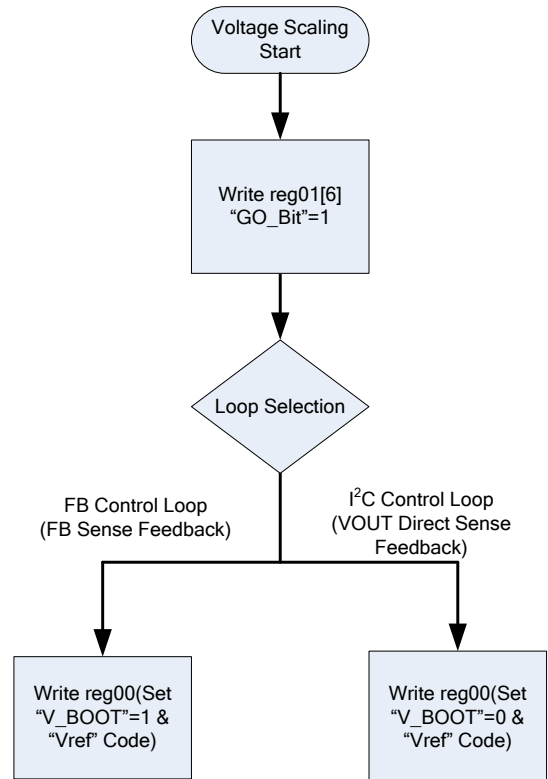 Voltage Scaling
Start
Write reg01[6]
“GO_Bit”=1
Loop Selection
FB Control Loop
(FB Sense Feedback)
I²C Control Loop
(VOUT Direct Sense
Feedback)
Write reg00(Set
“V_BOOT”=1 &
“Vref” Code)
Write reg00(Set
“V_BOOT”=0 &
“Vref” Code)